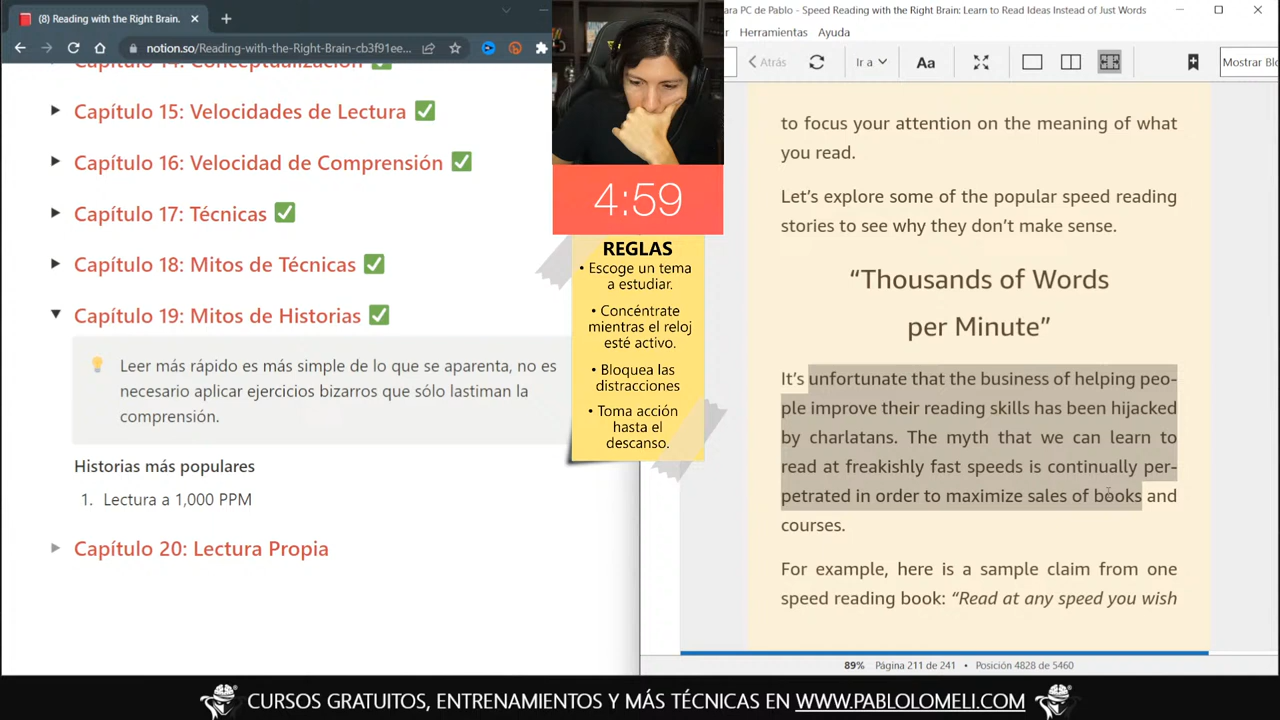 (8) Reading with the Right Brain.
notion.so/Reading-with-the-Right-Brain-cb3f91ee...
Capítulo 14: Conceptualización ✅
Capítulo 15: Velocidades de Lectura ✅
Capítulo 16: Velocidad de Comprensión ✅
Capítulo 17: Técnicas ✅
Capítulo 18: Mitos de Técnicas ✅
Capítulo 19: Mitos de Historias ✅
Leer más rápido es más simple de lo que se aparenta, no es
necesario aplicar ejercicios bizarros que sólo lastiman la
comprensión.
Historias más populares
1. Lectura a 1,000 PPM
Capítulo 20: Lectura Propia
4:59
REGLAS
• Escoge un tema
a estudiar.
• Concéntrate
mientras el reloj
esté activo.
• Bloquea las
distracciones
• Toma acción
hasta el
descanso.
ara PC de Pablo - Speed Reading with the Right Brain: Learn to Read Ideas Instead of Just Words
Herramientas Ayuda
Atrás Ir a Aa Mostrar Blo
to focus your attention on the meaning of what
you read.
Let’s explore some of the popular speed reading
stories to see why they don’t make sense.
“Thousands of Words
per Minute”
It’s unfortunate that the business of helping peo-
ple improve their reading skills has been hijacked
by charlatans. The myth that we can learn to
read at freakishly fast speeds is continually per-
petrated in order to maximize sales of books and
courses.
For example, here is a sample claim from one
speed reading book: “Read at any speed you wish
89% Página 211 de 241 • Posición 4828 de 5460
CURSOS GRATUITOS, ENTRENAMIENTOS Y MÁS TÉCNICAS EN WWW.PABLOLOMELI.COM